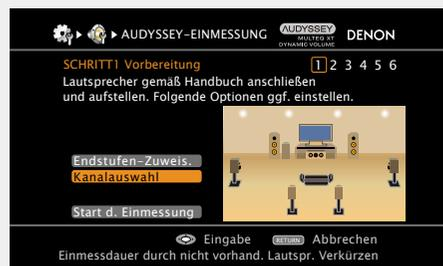 AUDYSSEY-EINMESSUNG
AUDYSSEY
MULTEQ XT
DYNAMIC VOLUME
DENON
SCHRITT1 Vorbereitung
1 2 3 4 5 6
Lautsprecher gemäß Handbuch anschließen
und aufstellen. Folgende Optionen ggf. einstellen.
Endstufen-Zuweis.
Kanalauswahl
Start d. Einmessung
Eingabe RETURN Abbrechen
Einmessdauer durch nicht vorhand. Lautspr. Verkürzen